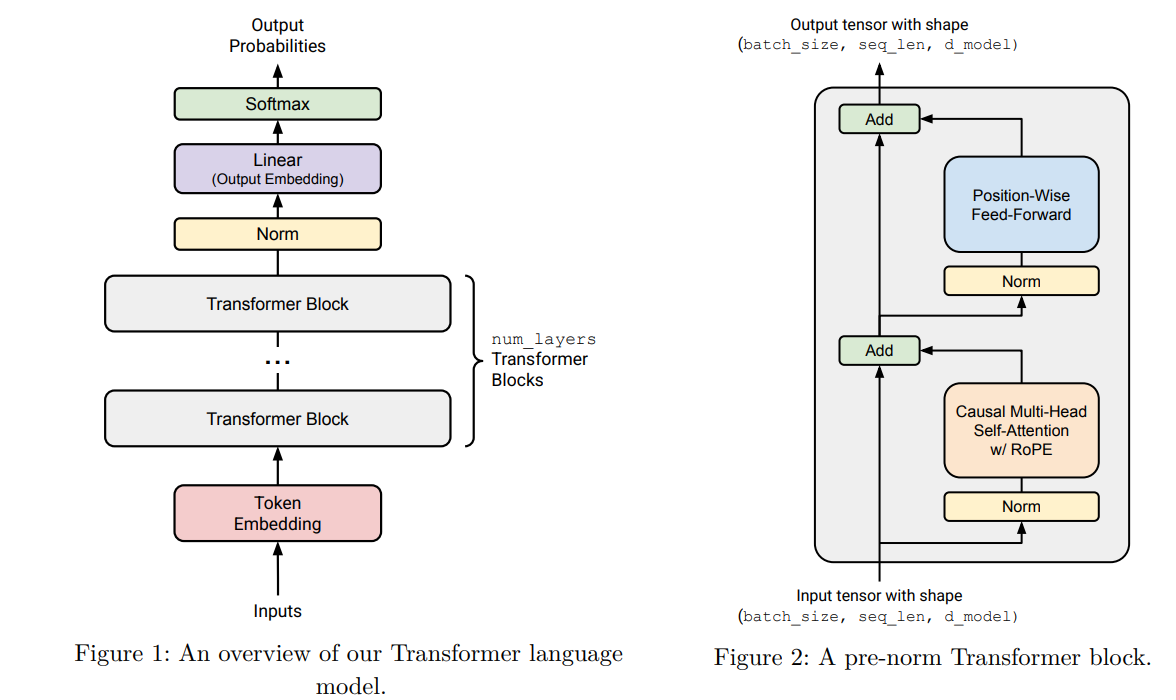 Output
Probabilities
Softmax
Linear
(Output Embedding)
Norm
Transformer Block
...
Transformer Block
num_layers
Transformer
Blocks
Token
Embedding
Inputs
Figure 1: An overview of our Transformer language
model.
Output tensor with shape
(batch_size, seq_len, d_model)
Add
Position-Wise
Feed-Forward
Norm
Add
Causal Multi-Head
Self-Attention
w/ RoPE
Norm
Input tensor with shape
(batch_size, seq_len, d_model)
Figure 2: A pre-norm Transformer block.